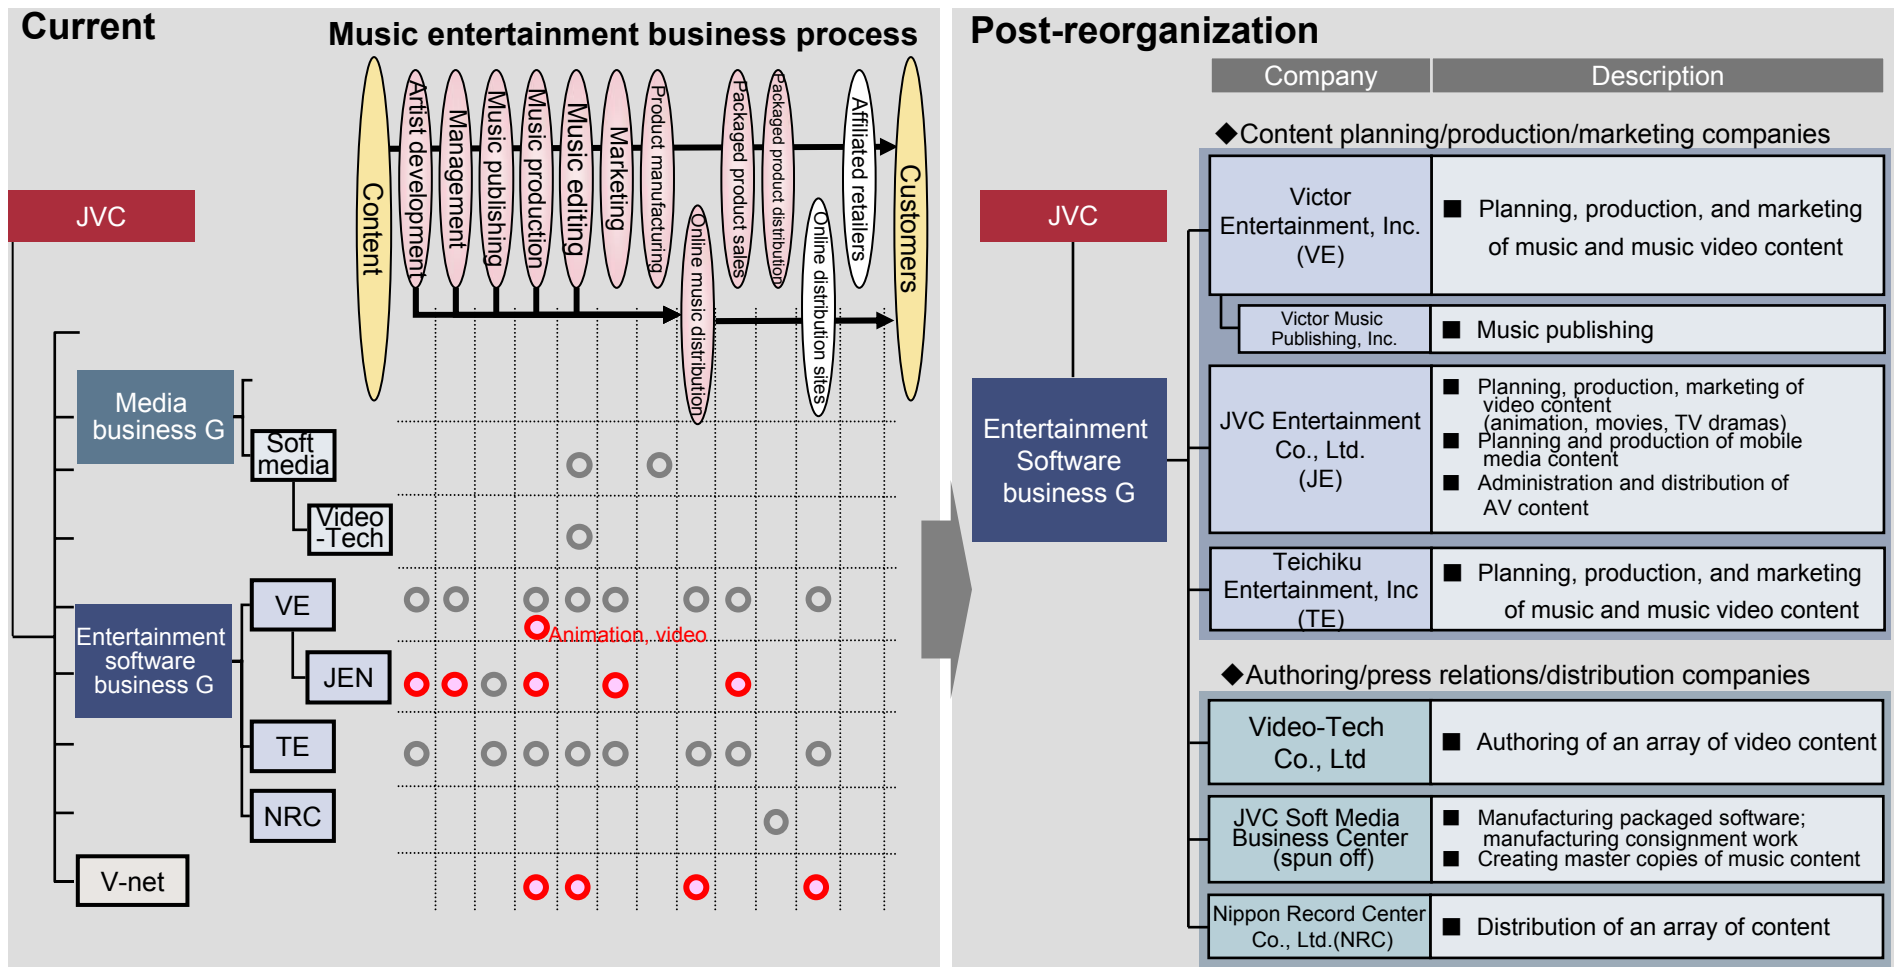 Current
Music entertainment business process
Content
Artist development
Management
Music publishing
Music production
Music editing
Marketing
Product manufacturing
Online music distribution
Packaged product sales
Packaged product distribution
Online distribution sites
Affiliated retailers
Customers
JVC
Media
business G
Soft
media
Video
-Tech
Entertainment
software
business G
VE
JEN
TE
NRC
V-net
Animation, video
Post-reorganization
Company
Description
◆Content planning/production/marketing companies
JVC
Entertainment
Software
business G
Victor
Entertainment, Inc.
(VE)
■ Planning, production, and marketing
of music and music video content
Victor Music
Publishing, Inc.
■ Music publishing
JVC Entertainment
Co., Ltd.
(JE)
■ Planning, production, marketing of
video content
(animation, movies, TV dramas)
■ Planning and production of mobile
media content
■ Administration and distribution of
AV content
Teichiku
Entertainment, Inc
(TE)
■ Planning, production, and marketing
of music and music video content
◆Authoring/press relations/distribution companies
Video-Tech
Co., Ltd
■ Authoring of an array of video content
JVC Soft Media
Business Center
(spun off)
■ Manufacturing packaged software;
manufacturing consignment work
■ Creating master copies of music content
Nippon Record Center
Co., Ltd.(NRC)
■ Distribution of an array of content